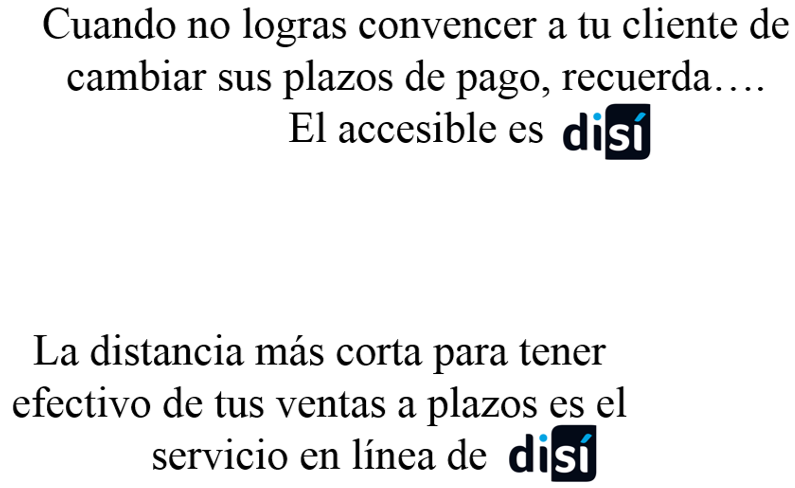 Cuando no logras convencer a tu cliente de
cambiar sus plazos de pago, recuerda….
El accesible es disí
La distancia más corta para tener
efectivo de tus ventas a plazos es el
servicio en línea de disí